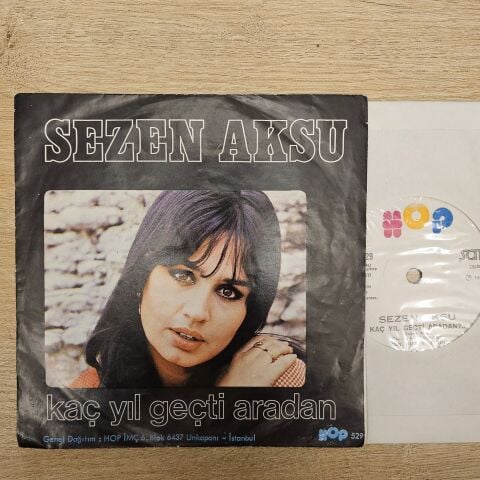 SEZEN AKSU
kaç yıl geçti aradan
Genel Dağıtım : HOP İMÇ 6. Blok 6437 Unkapanı - İstanbul
HOP 529
HOP
SEZEN AKSU
KAÇ YIL GEÇTİ ARADAN?..